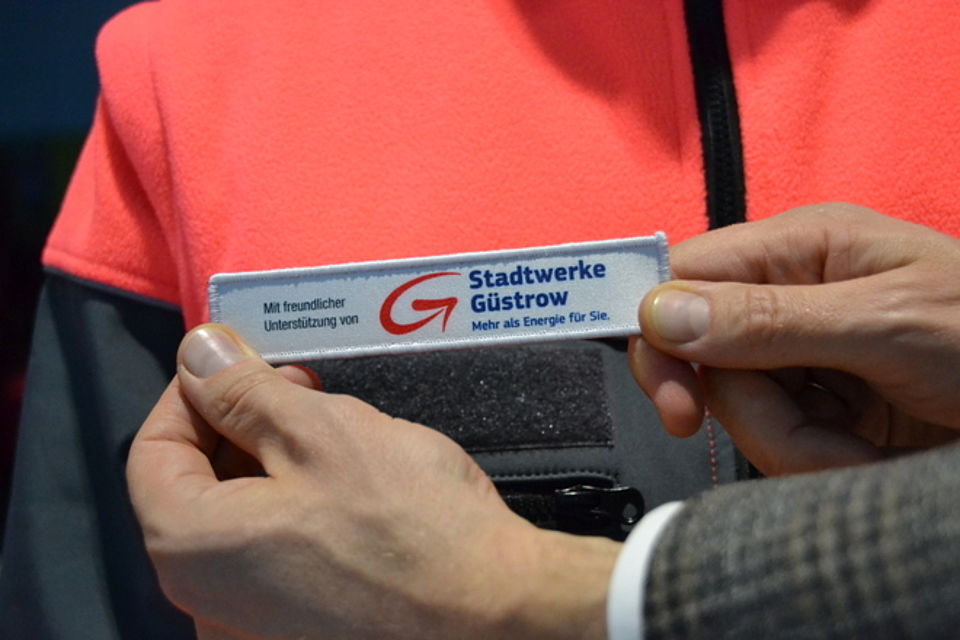 Mit freundlicher
Unterstützung von
Stadtwerke
Güstrow
Mehr als Energie für Sie.